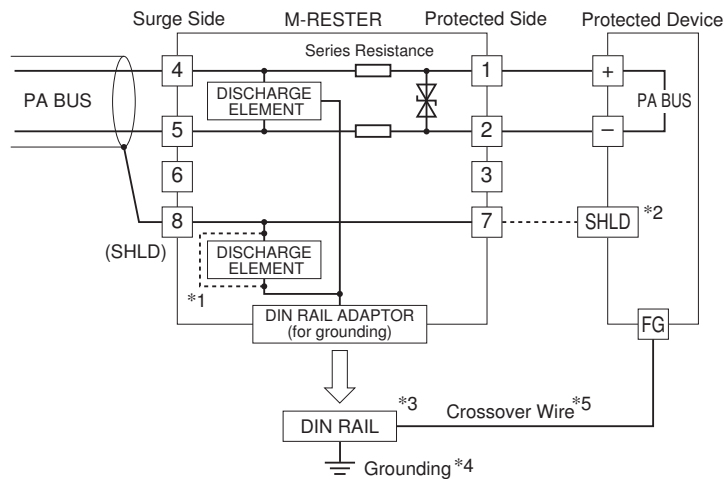 Surge Side
M-RESTER
Protected Side
Protected Device
Series Resistance
4
1
+
PA BUS
DISCHARGE
ELEMENT
PA BUS
5
2
–
6
3
8
7
SHLD
*2
(SHLD)
DISCHARGE
ELEMENT
*1
DIN RAIL ADAPTOR
(for grounding)
FG
*3
DIN RAIL
Crossover Wire*5
Grounding*4